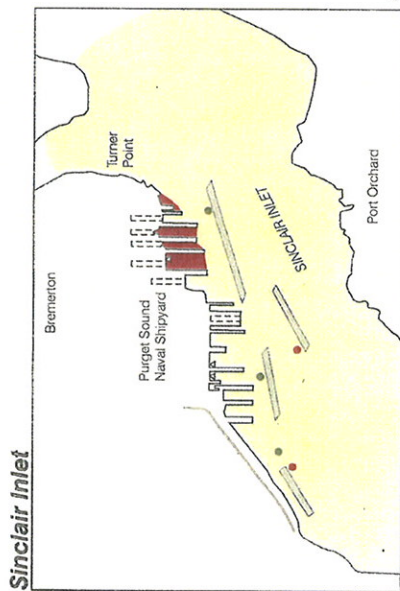 Sinclair Inlet
Bremerton
Turner
Point
Purget Sound
Naval Shipyard
SINCLAIR INLET
Port Orchard